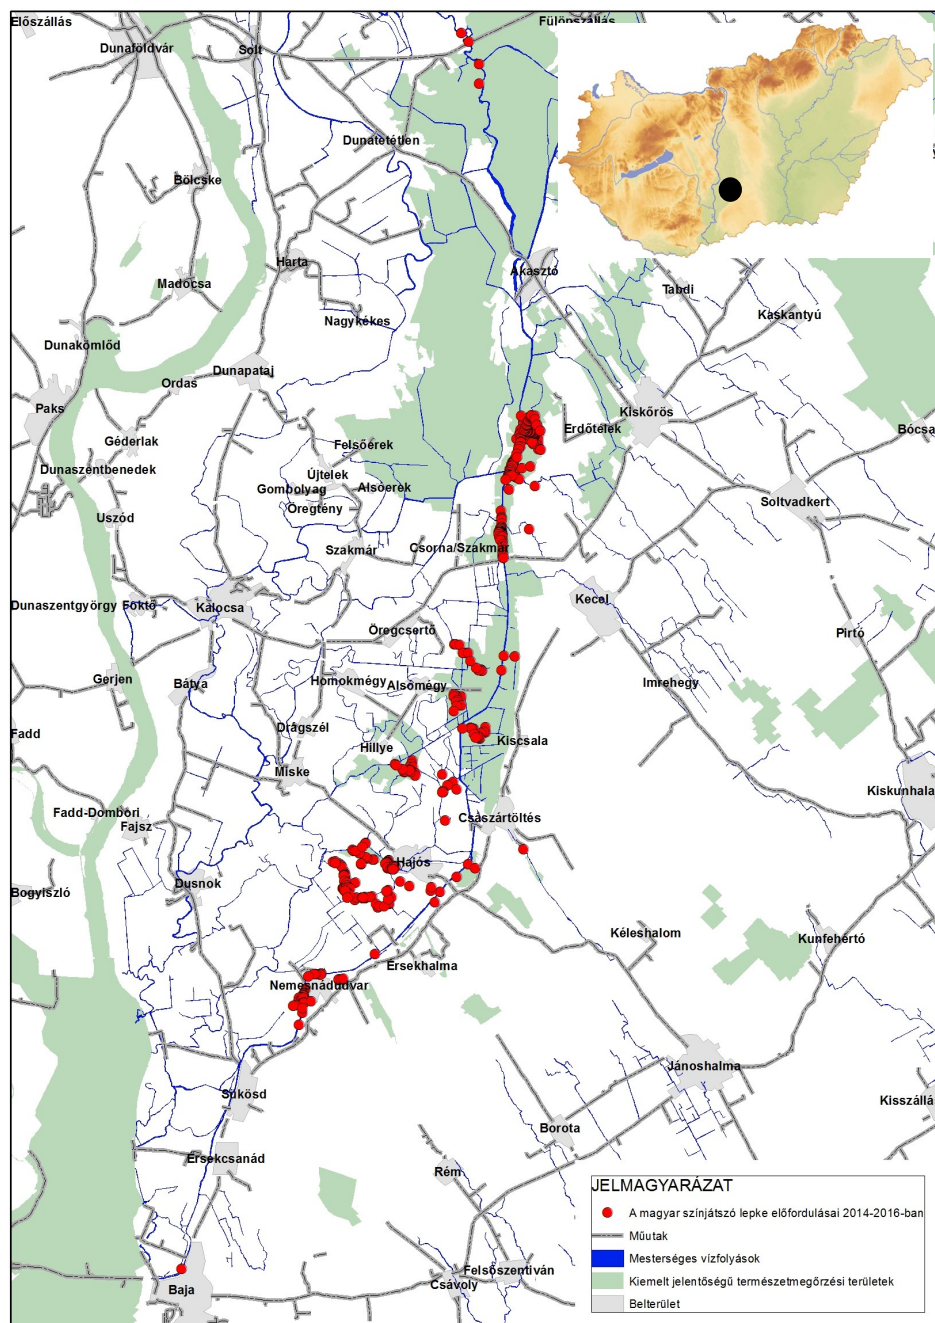 Előszállás
Fülöpszállás
Dunaföldvár
Solt
Dunatetétlen
Bölcske
Harta
Akasztó
Madocsa
Tabdi
Kaskantyú
Nagykékes
Dunakömlőd
Dunapataj
Ordas
Paks
Kiskőrös
Erdőtelek
Bócsa
Géderlak
Felsőerek
Dunaszentbenedek
Újtelek
Gombolyag
Alsóerek
Soltvadkert
Öregtény
Uszód
Szakmár
Csorna/Szakmár
Dunaszentgyörgy
Foktő
Kalocsa
Kecel
Öregcsertő
Pirtó
Gerjen
Bátya
Homokmégy
Alsómégy
Imrehegy
Fadd
Drágszél
Hillye
Kiscsala
Miske
Kiskunhala
Fadd-Dombori
Fajsz
Császártöltés
Hajós
Dusnok
Bogyiszló
Kéleshalom
Kunfehértó
Érsekhalma
Nemesnádudvar
Jánoshalma
Sükösd
Kisszállá
Borota
Érsekcsanád
Rém
Felsőszentiván
Csávoly
Baja
JELMAGYARÁZAT
A magyar színjátszó lepke előfordulásai 2014-2016-ban
Műutak
Mesterséges vízfolyások
Kiemelt jelentőségű természetmegőrzési területek
Belterület